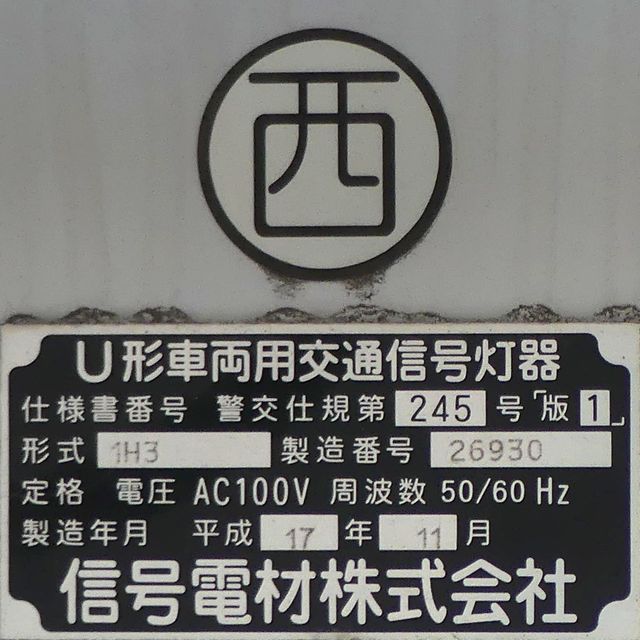 西
U形車両用交通信号灯器
仕様書番号 警交仕規第 245 号「版1」
形式 1H3 製造番号 26930
定格 電圧 AC100V 周波数 50/60 Hz
製造年月 平成 17 年 11 月
信号電材株式会社